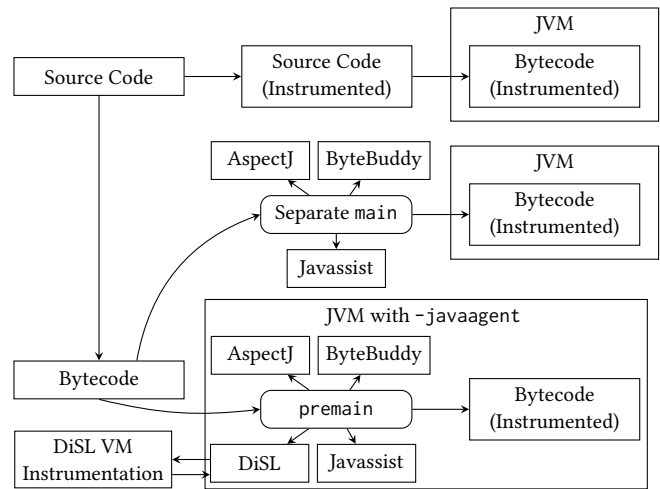 JVM
Source Code
Source Code
(Instrumented)
Bytecode
(Instrumented)
AspectJ
ByteBuddy
JVM
Separate main
Bytecode
(Instrumented)
Javassist
JVM with -javaagent
AspectJ
ByteBuddy
Bytecode
premain
Bytecode
(Instrumented)
DiSL VM
Instrumentation
DiSL
Javassist